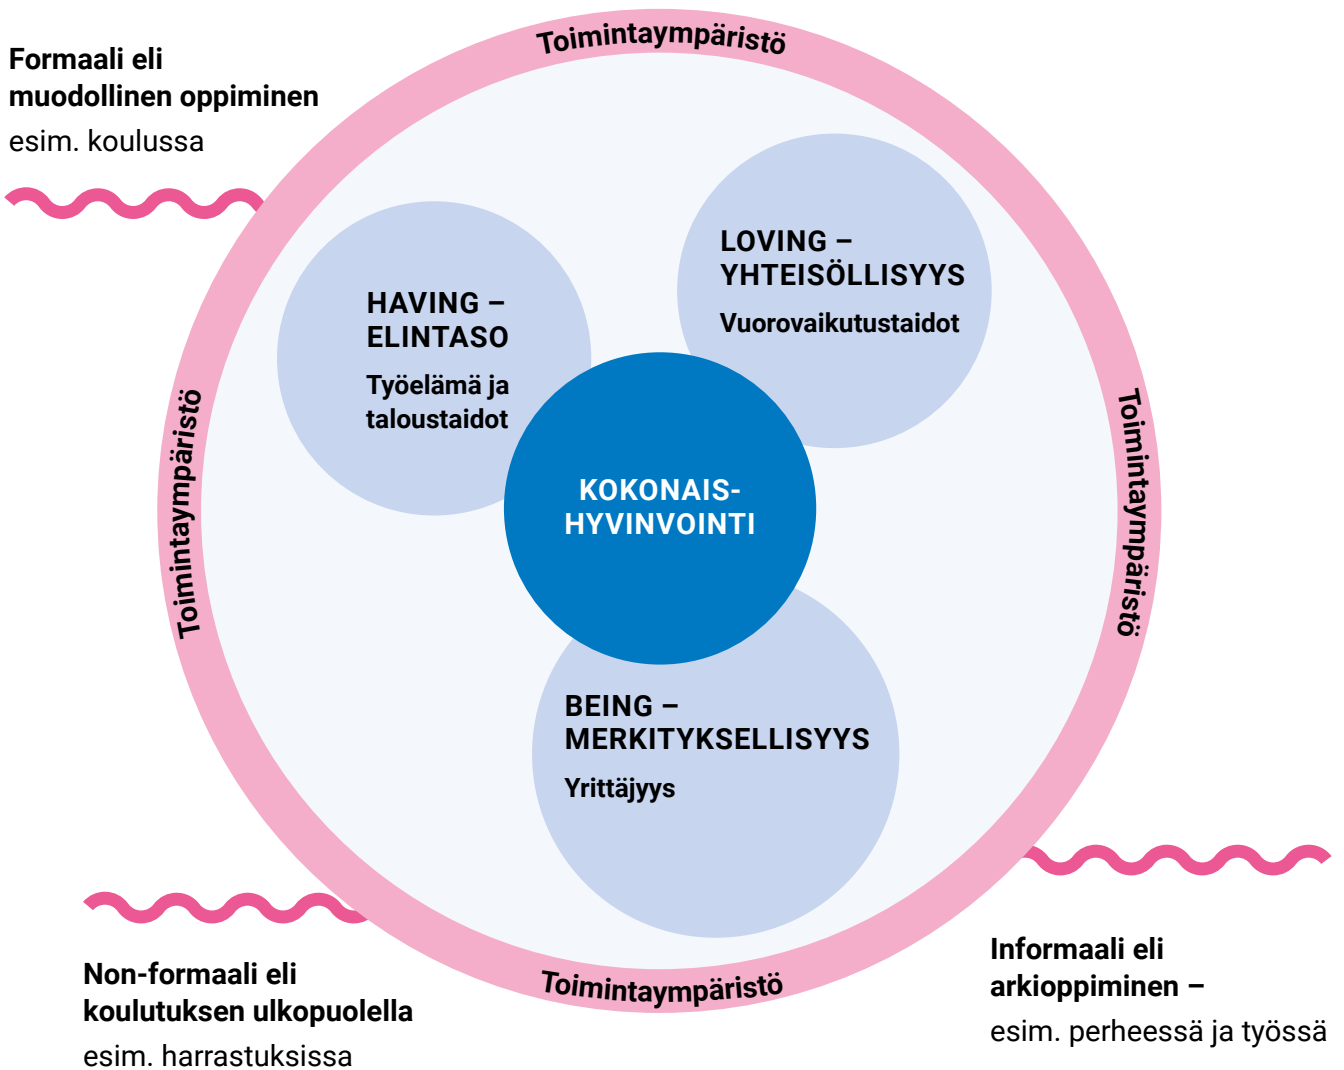 Toimintaympäristö
Formaali eli
muodollinen oppiminen
esim. koulussa
LOVING –
YHTEISÖLLISYYS
Vuorovaikutustaidot
HAVING –
ELINTASO
Työelämä ja
taloustaidot
Toimintaympäristö
Toimintaympäristö
KOKONAIS-
HYVINVOINTI
BEING –
MERKITYKSELLISYYS
Yrittäjyys
Non-formaali eli
koulutuksen ulkopuolella
esim. harrastuksissa
Toimintaympäristö
Informaali eli
arkioppiminen –
esim. perheessä ja työssä